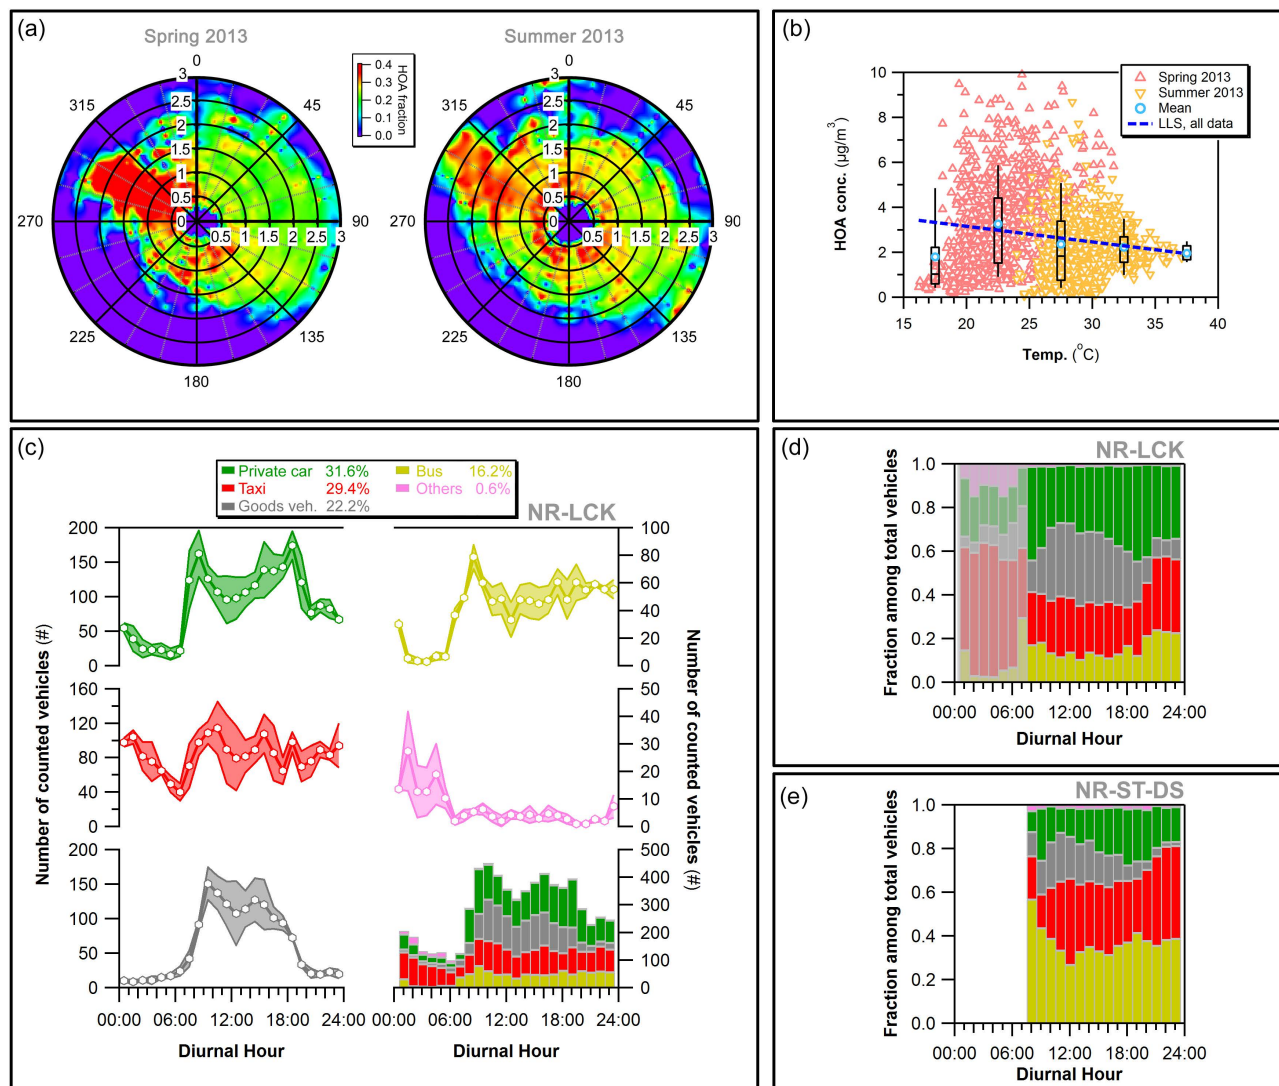 (a)
Spring 2013
Summer 2013
0.4
0.3
0.2
0.1
0.0
HOA fraction
0
45
90
135
180
225
270
315
3
2.5
2
1.5
1
0.5
0
0.5 1 1.5 2 2.5 3
0
45
90
135
180
225
270
315
3
2.5
2
1.5
1
0.5
0
0.5 1 1.5 2 2.5 3
(b)
Spring 2013
Summer 2013
Mean
LLS, all data
HOA conc. (µg/m³)
10
8
6
4
2
0
15 20 25 30 35 40
Temp. (°C)
(c)
Private car 31.6% Bus 16.2%
Taxi 29.4% Others 0.6%
Goods veh. 22.2%
NR-LCK
Number of counted vehicles (#)
200
150
100
50
0
160
120
80
40
0
200
150
100
50
0
100
80
60
40
20
0
50
40
30
20
10
0
500
400
300
200
100
0
Number of counted vehicles (#)
00:00 06:00 12:00 18:00 24:00
Diurnal Hour
00:00 06:00 12:00 18:00 24:00
Diurnal Hour
(d)
NR-LCK
Fraction among total vehicles
1.0
0.8
0.6
0.4
0.2
0.0
00:00 06:00 12:00 18:00 24:00
Diurnal Hour
(e)
NR-ST-DS
Fraction among total vehicles
1.0
0.8
0.6
0.4
0.2
0.0
00:00 06:00 12:00 18:00 24:00
Diurnal Hour